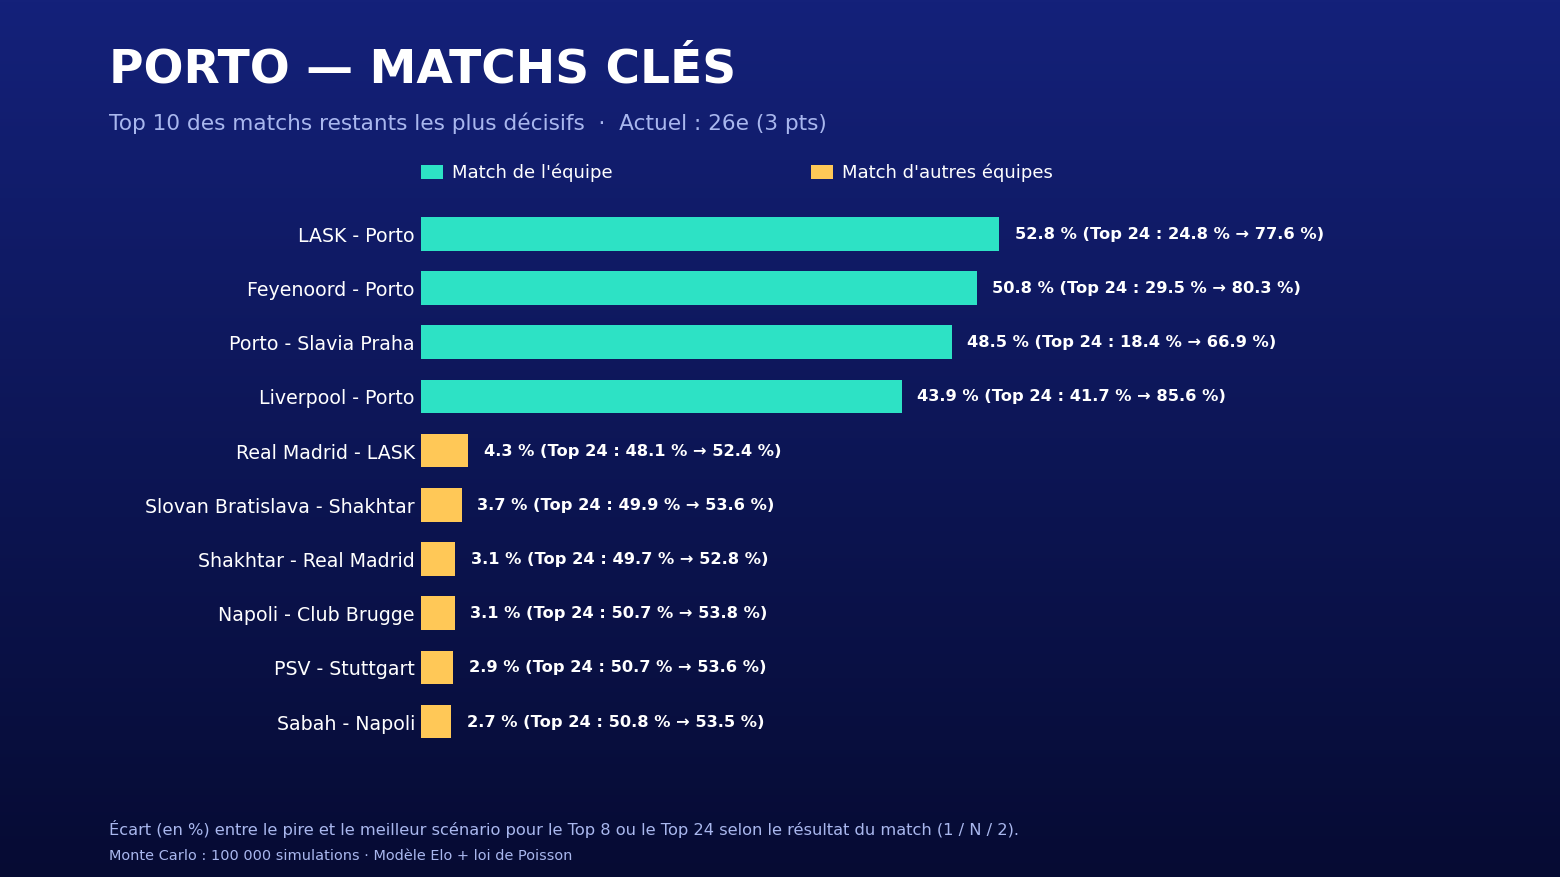 PORTO — MATCHS CLÉS
Top 10 des matchs restants les plus décisifs · Actuel : 26e (3 pts)
Match de l'équipe
Match d'autres équipes
LASK - Porto 52.8 % (Top 24 : 24.8 % → 77.6 %)
Feyenoord - Porto 50.8 % (Top 24 : 29.5 % → 80.3 %)
Porto - Slavia Praha 48.5 % (Top 24 : 18.4 % → 66.9 %)
Liverpool - Porto 43.9 % (Top 24 : 41.7 % → 85.6 %)
Real Madrid - LASK 4.3 % (Top 24 : 48.1 % → 52.4 %)
Slovan Bratislava - Shakhtar 3.7 % (Top 24 : 49.9 % → 53.6 %)
Shakhtar - Real Madrid 3.1 % (Top 24 : 49.7 % → 52.8 %)
Napoli - Club Brugge 3.1 % (Top 24 : 50.7 % → 53.8 %)
PSV - Stuttgart 2.9 % (Top 24 : 50.7 % → 53.6 %)
Sabah - Napoli 2.7 % (Top 24 : 50.8 % → 53.5 %)
Écart (en %) entre le pire et le meilleur scénario pour le Top 8 ou le Top 24 selon le résultat du match (1 / N / 2).
Monte Carlo : 100 000 simulations · Modèle Elo + loi de Poisson